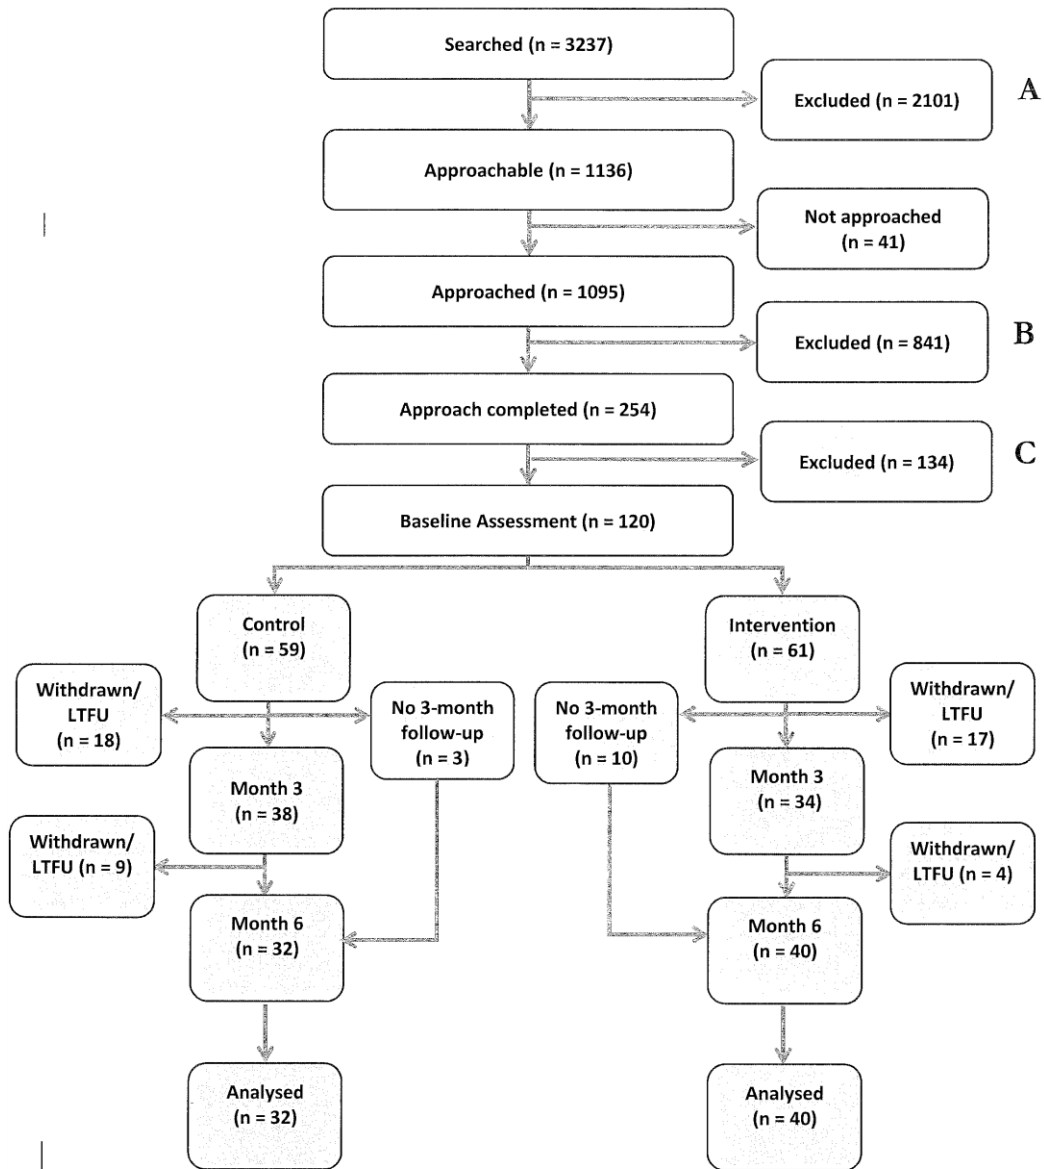 Searched (n = 3237)
Excluded (n = 2101)
A
Approachable (n = 1136)
Not approached
(n = 41)
Approached (n = 1095)
Excluded (n = 841)
B
Approach completed (n = 254)
Excluded (n = 134)
C
Baseline Assessment (n = 120)
Control
(n = 59)
Intervention
(n = 61)
Withdrawn/
LTFU
(n = 18)
No 3-month
follow-up
(n = 3)
No 3-month
follow-up
(n = 10)
Withdrawn/
LTFU
(n = 17)
Month 3
(n = 38)
Month 3
(n = 34)
Withdrawn/
LTFU (n = 9)
Withdrawn/
LTFU (n = 4)
Month 6
(n = 32)
Month 6
(n = 40)
Analysed
(n = 32)
Analysed
(n = 40)